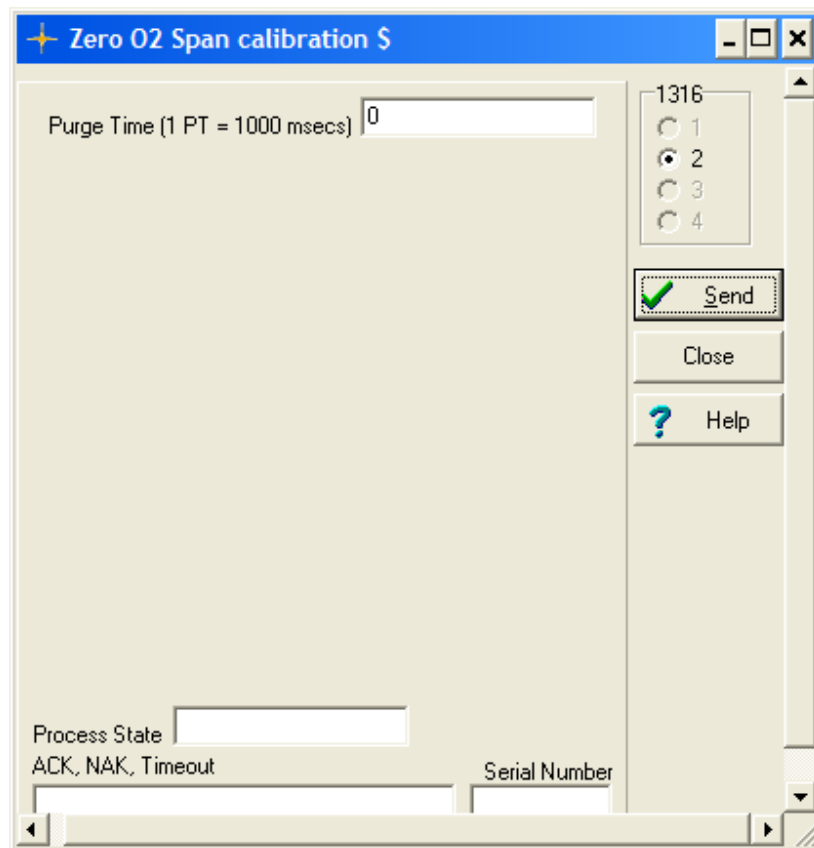 Zero O2 Span calibration $
Purge Time (1 PT = 1000 msecs) 0
1316
1
2
3
4
Send
Close
? Help
Process State
ACK, NAK, Timeout Serial Number